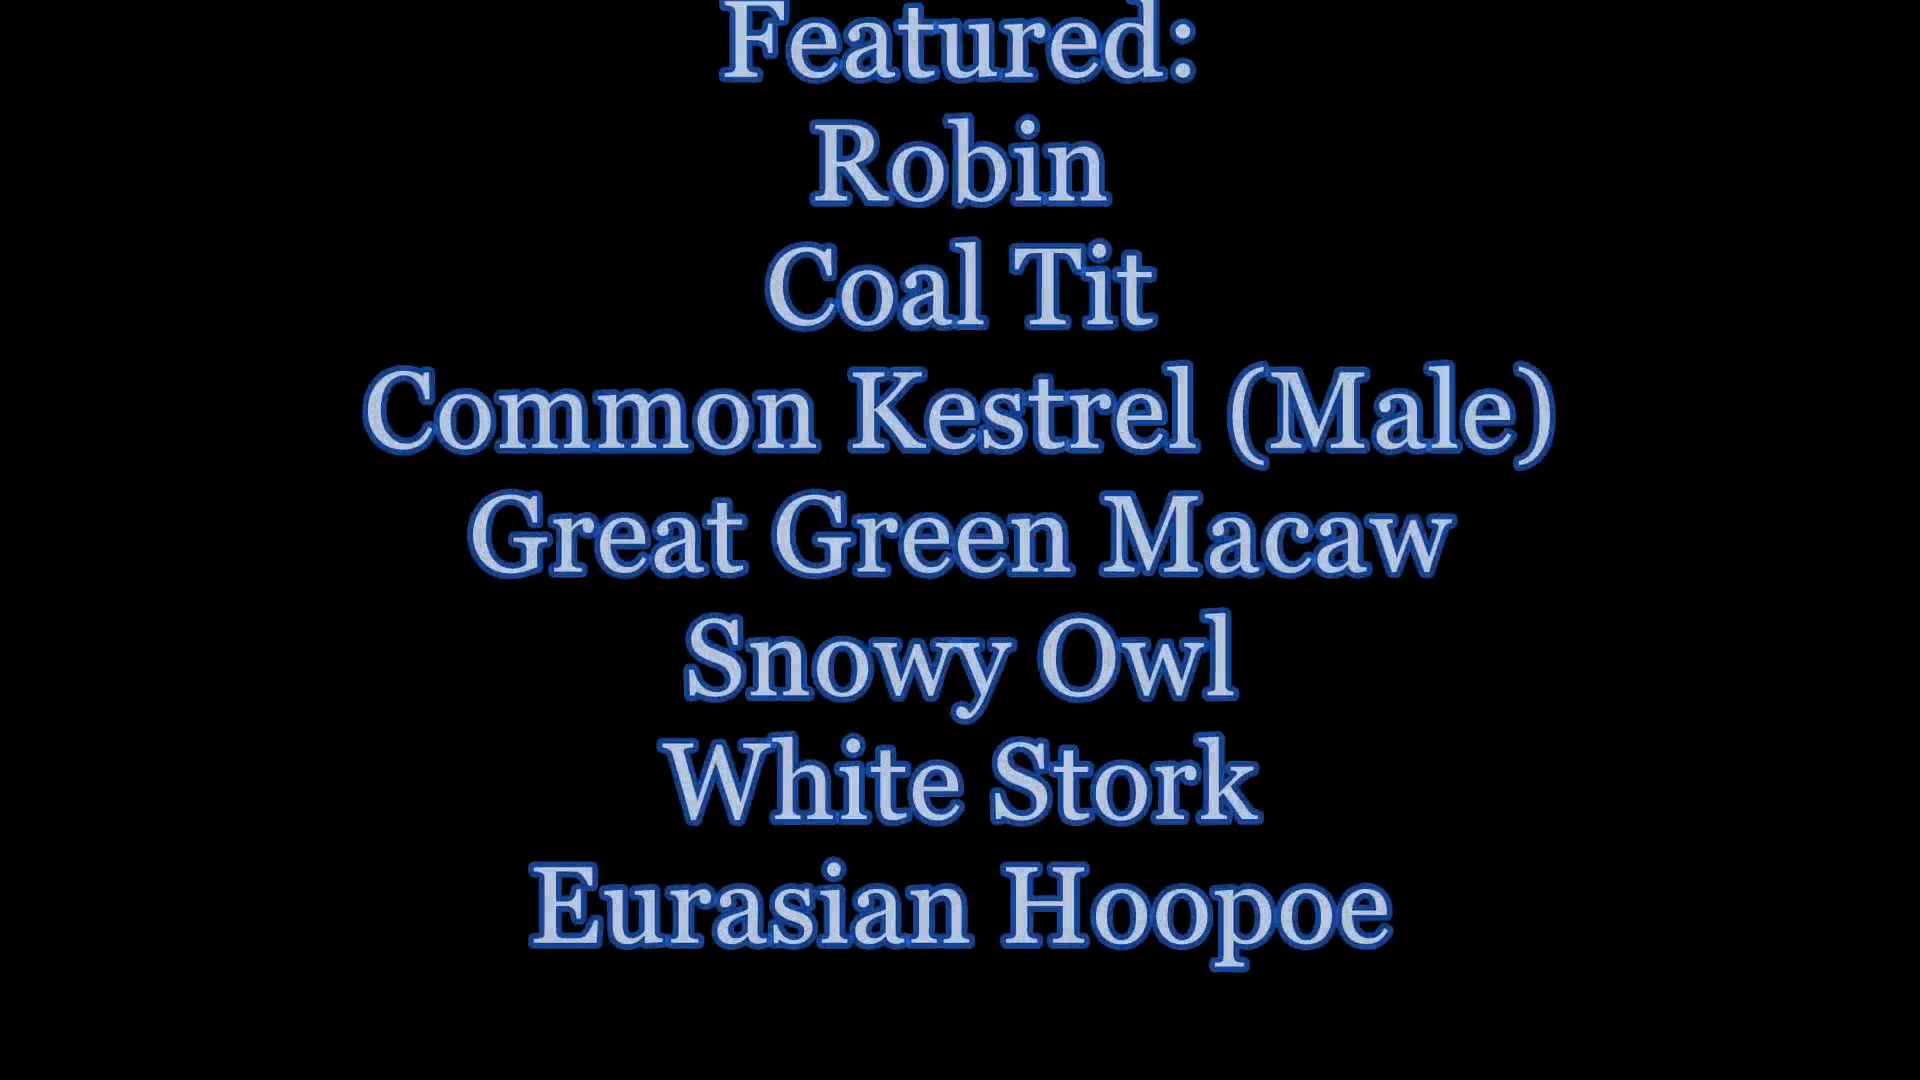 Featured:
Robin
Coal Tit
Common Kestrel (Male)
Great Green Macaw
Snowy Owl
White Stork
Eurasian Hoopoe